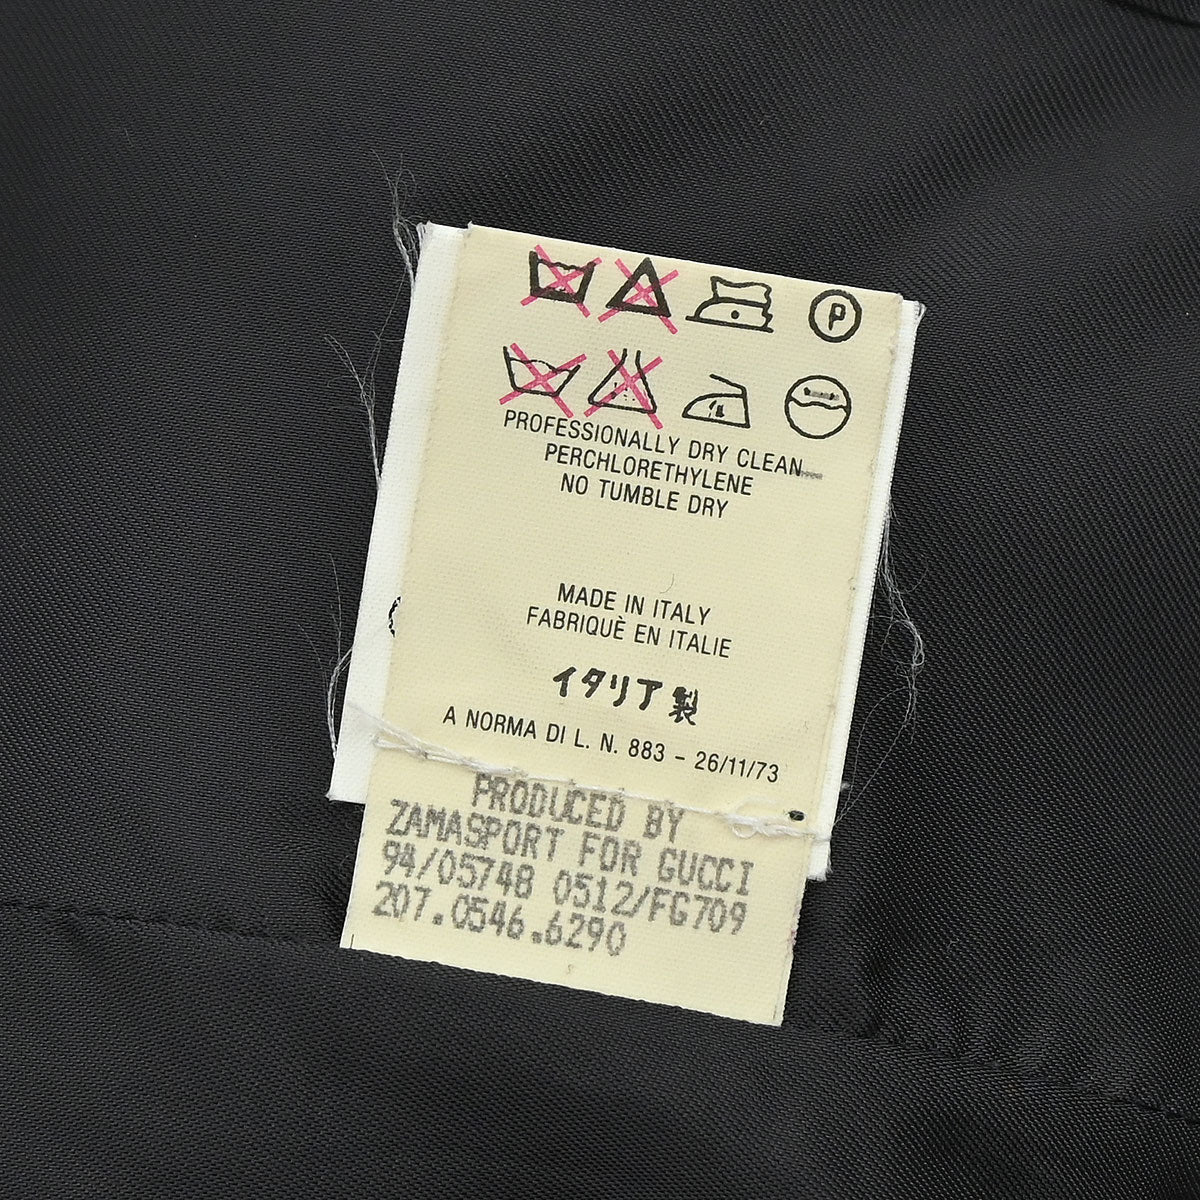 P
PROFESSIONALLY DRY CLEAN
PERCHLORETHYLENE
NO TUMBLE DRY
MADE IN ITALY
FABRIQUÈ EN ITALIE
イタリア製
A NORMA DI L. N. 883 - 26/11/73
PRODUCED BY
ZAMASPORT FOR GUCCI
94/05748 0512/FG709
207.0546.6290